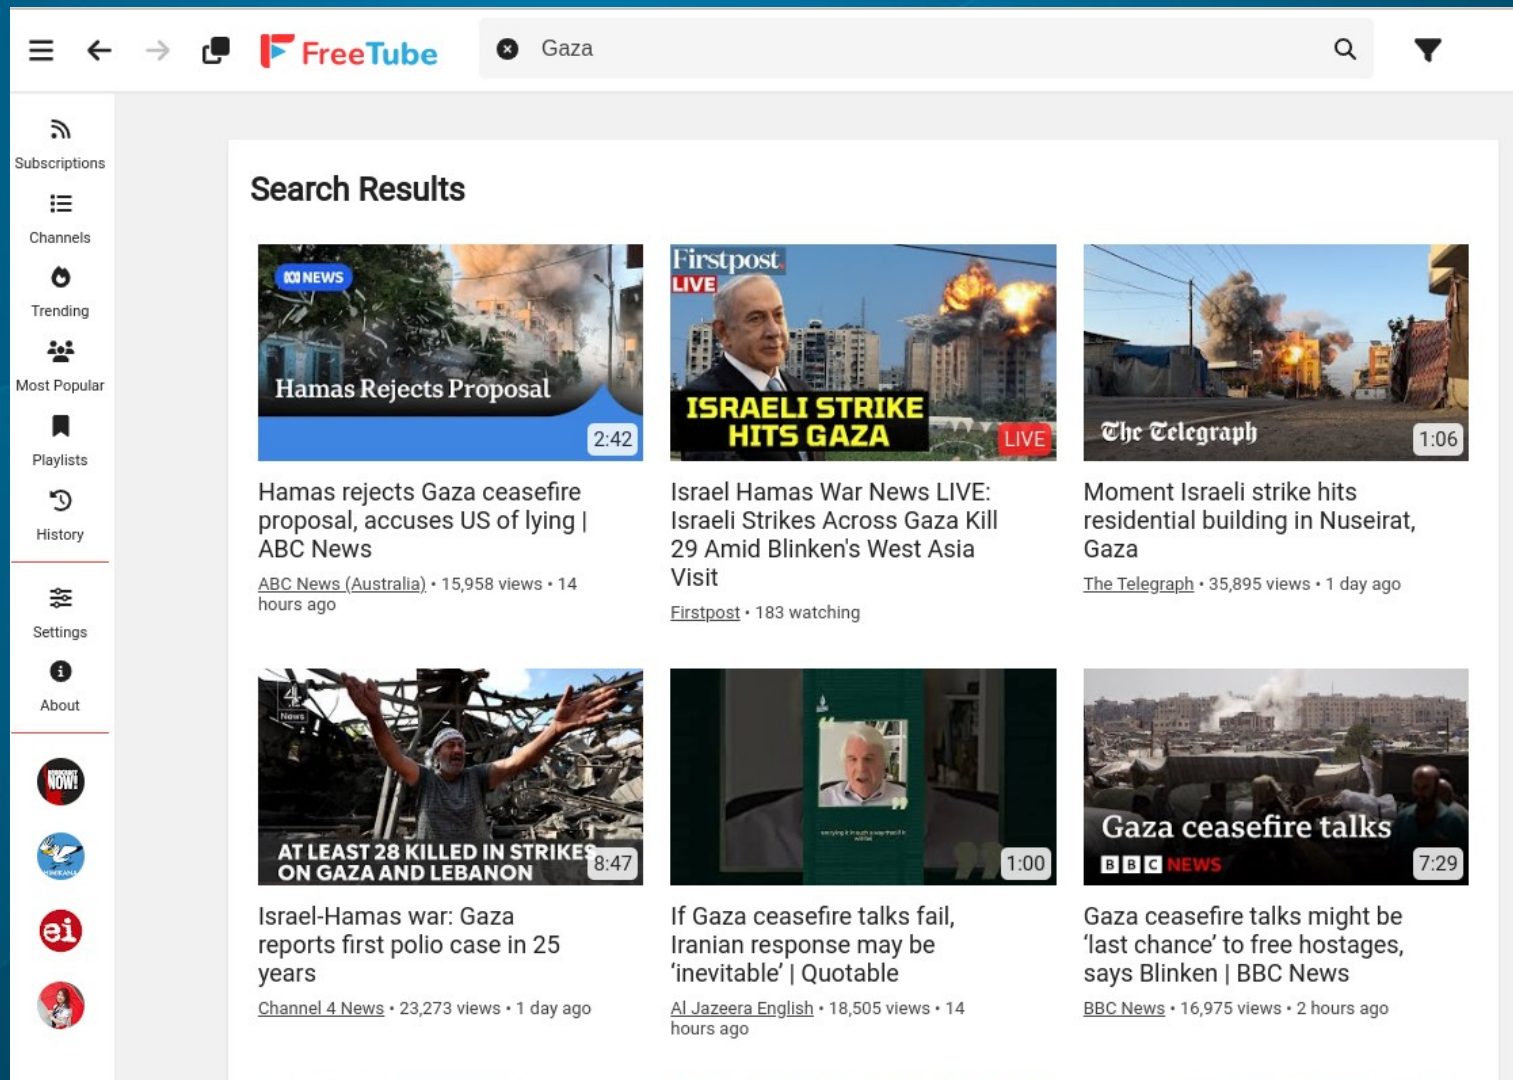 FreeTube
Gaza
Subscriptions
Channels
Trending
Most Popular
Playlists
History
Settings
About
DEMOCRACY
NOW!
ei
Search Results
NEWS
Hamas Rejects Proposal
2:42
Hamas rejects Gaza ceasefire
proposal, accuses US of lying |
ABC News
ABC News (Australia) • 15,958 views • 14
hours ago
Firstpost.
LIVE
ISRAELI STRIKE
HITS GAZA
LIVE
Israel Hamas War News LIVE:
Israeli Strikes Across Gaza Kill
29 Amid Blinken's West Asia
Visit
Firstpost • 183 watching
The Telegraph
1:06
Moment Israeli strike hits
residential building in Nuseirat,
Gaza
The Telegraph • 35,895 views • 1 day ago
4
News
AT LEAST 28 KILLED IN STRIKES
ON GAZA AND LEBANON
8:47
Israel-Hamas war: Gaza
reports first polio case in 25
years
Channel 4 News • 23,273 views • 1 day ago
1:00
If Gaza ceasefire talks fail,
Iranian response may be
‘inevitable’ | Quotable
Al Jazeera English • 18,505 views • 14
hours ago
Gaza ceasefire talks
BBC NEWS
7:29
Gaza ceasefire talks might be
‘last chance’ to free hostages,
says Blinken | BBC News
BBC News • 16,975 views • 2 hours ago